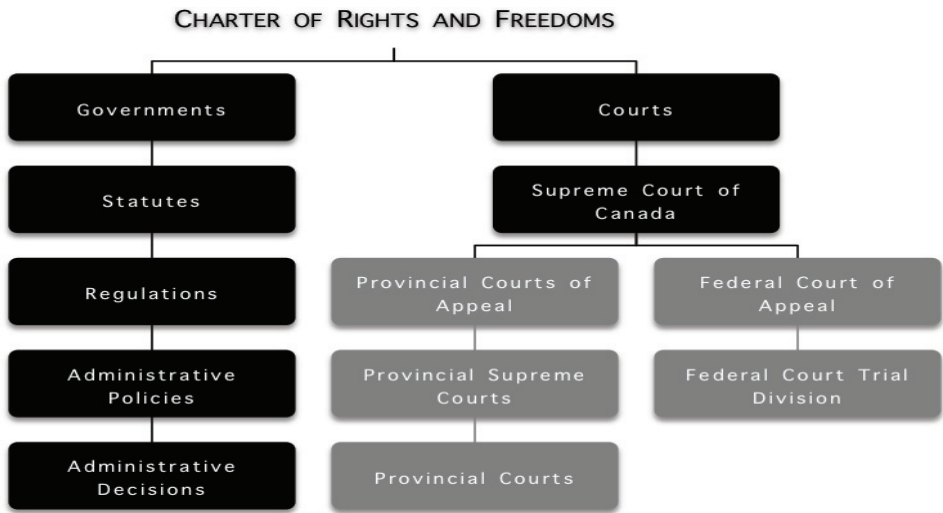 CHARTER OF RIGHTS AND FREEDOMS
Governments
Courts
Statutes
Supreme Court of
Canada
Regulations
Provincial Courts of
Appeal
Federal Court of
Appeal
Administrative
Policies
Provincial Supreme
Courts
Federal Court Trial
Division
Administrative
Decisions
Provincial Courts